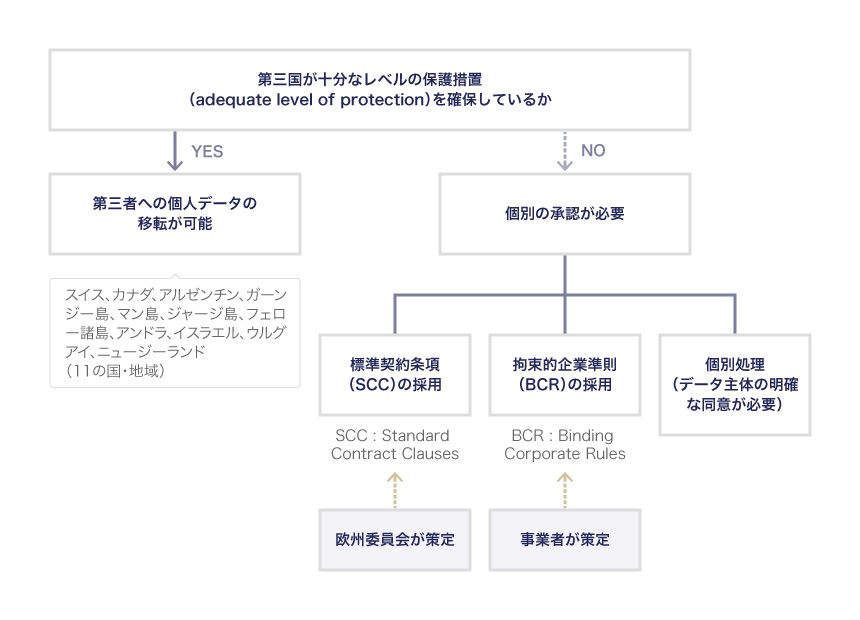 第三国が十分なレベルの保護措置
（adequate level of protection）を確保しているか
YES
NO
第三者への個人データの
移転が可能
個別の承認が必要
スイス、カナダ、アルゼンチン、ガーン
ジー島、マン島、ジャージ島、フェロ
ー諸島、アンドラ、イスラエル、ウルグ
アイ、ニュージーランド
（11の国・地域）
標準契約条項
（SCC）の採用
拘束的企業準則
（BCR）の採用
個別処理
（データ主体の明確
な同意が必要）
SCC : Standard
Contract Clauses
BCR : Binding
Corporate Rules
欧州委員会が策定
事業者が策定